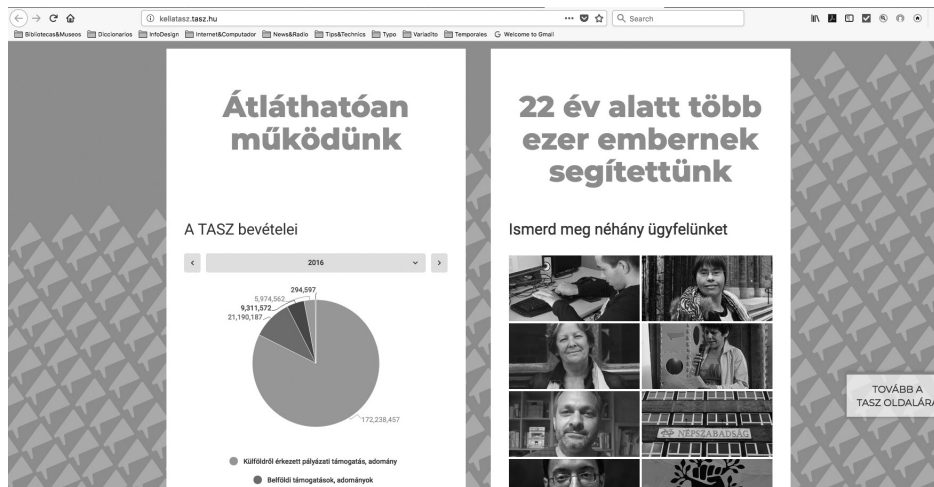 kellatasz.tasz.hu
Search
Bibliotecas&Museos
Diccionarios
InfoDesign
Internet&Computador
News&Radio
Tips&Technics
Typo
Variadito
Temporales
G Welcome to Gmail
Átláthatóan
működünk
A TASZ bevételei
2016
294,597
5,974,562
9,311,572
21,190,187
172,238,457
Külföldről érkezett pályázati támogatás, adomány
Belföldi támogatások, adományok
22 év alatt több
ezer embernek
segítettünk
Ismerd meg néhány ügyfelünket
NÉPSZABADSÁG
TOVÁBB A
TASZ OLDALÁRA